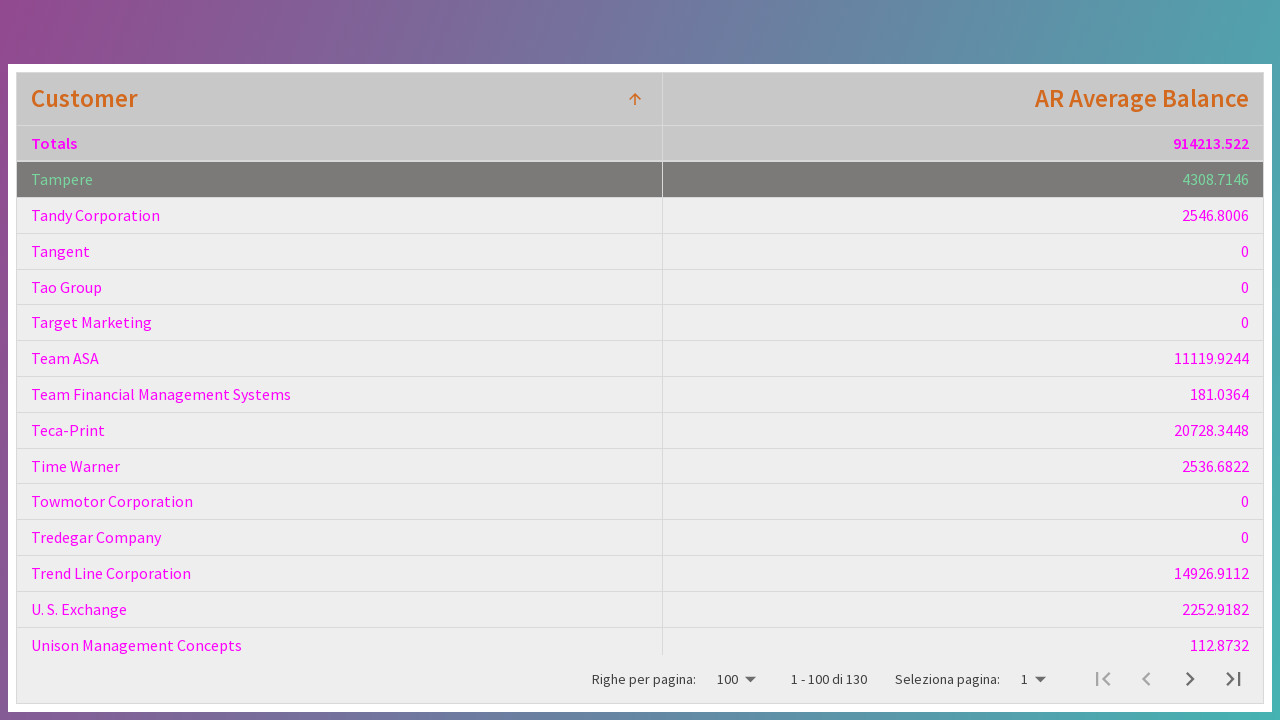 Customer AR Average Balance
Totals 914213.522
Tampere 4308.7146
Tandy Corporation 2546.8006
Tangent 0
Tao Group 0
Target Marketing 0
Team ASA 11119.9244
Team Financial Management Systems 181.0364
Teca-Print 20728.3448
Time Warner 2536.6822
Towmotor Corporation 0
Tredegar Company 0
Trend Line Corporation 14926.9112
U. S. Exchange 2252.9182
Unison Management Concepts 112.8732
Righe per pagina: 100 1 - 100 di 130 Seleziona pagina: 1